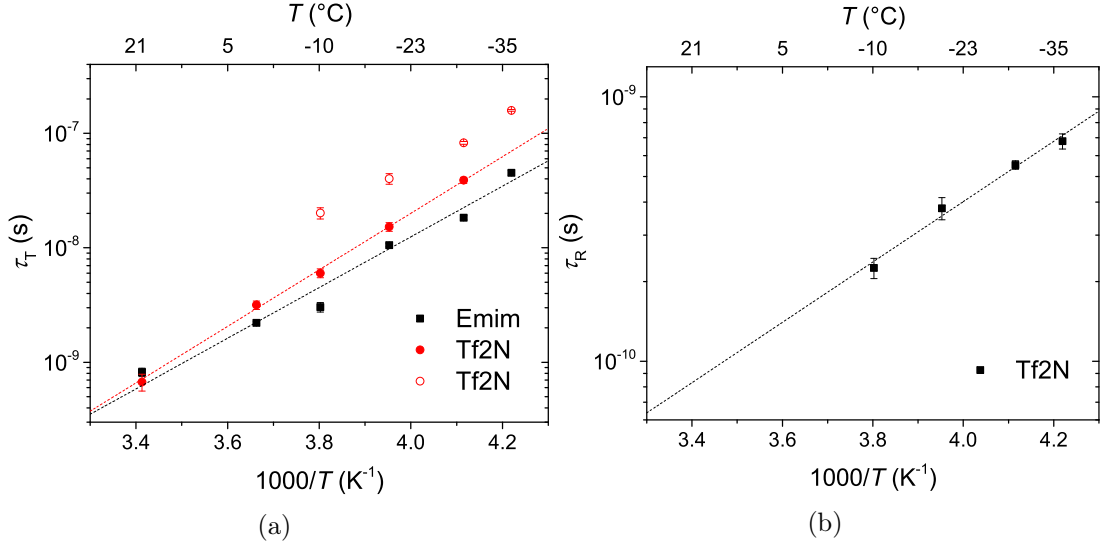 T (°C)
21 5 -10 -23 -35
10⁻⁷
10⁻⁸
10⁻⁹
τ_T (s)
Emim
Tf2N
Tf2N
3.4 3.6 3.8 4.0 4.2
1000/T (K⁻¹)
(a)
T (°C)
21 5 -10 -23 -35
10⁻⁹
10⁻¹⁰
τ_R (s)
Tf2N
3.4 3.6 3.8 4.0 4.2
1000/T (K⁻¹)
(b)